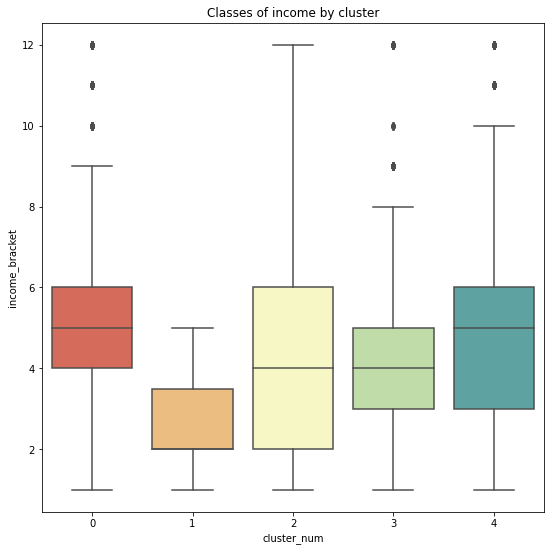 Classes of income by cluster
income_bracket
12
10
8
6
4
2
0 1 2 3 4
cluster_num